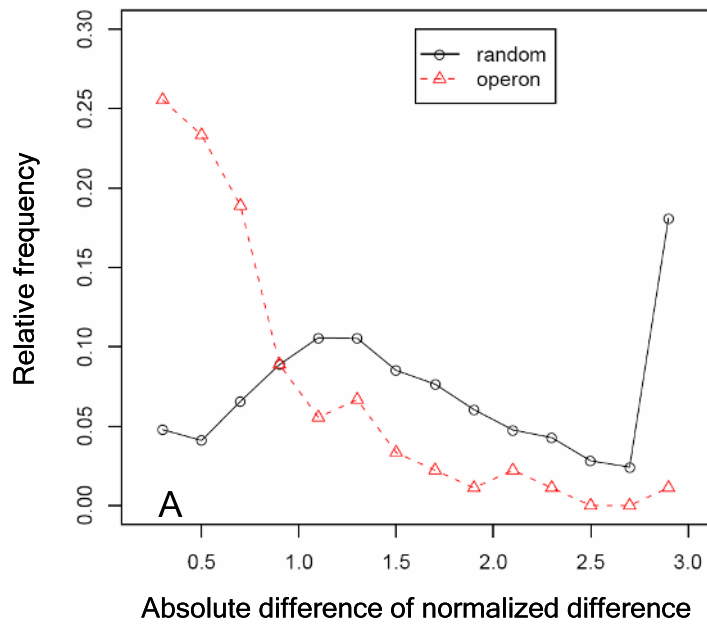 0.30
0.25
0.20
0.15
0.10
0.05
0.00
Relative frequency
random
operon
A
0.5 1.0 1.5 2.0 2.5 3.0
Absolute difference of normalized difference